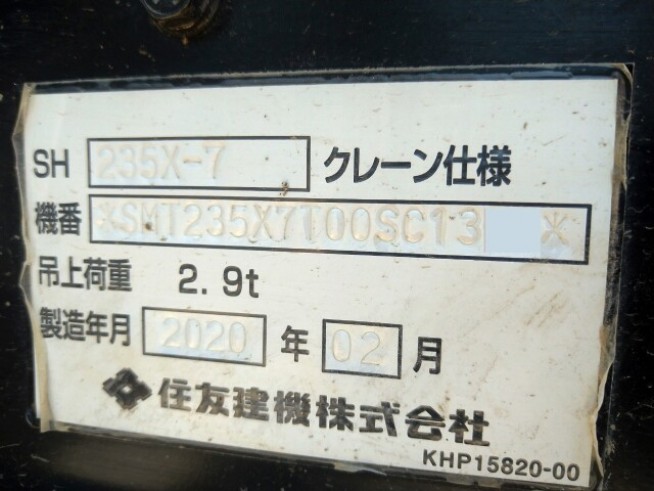 SH 235X-7 クレーン仕様
機番 *SMT235X7T00SC13 *
吊上荷重 2.9t
製造年月 2020 年 02 月
住友建機株式会社
KHP15820-00